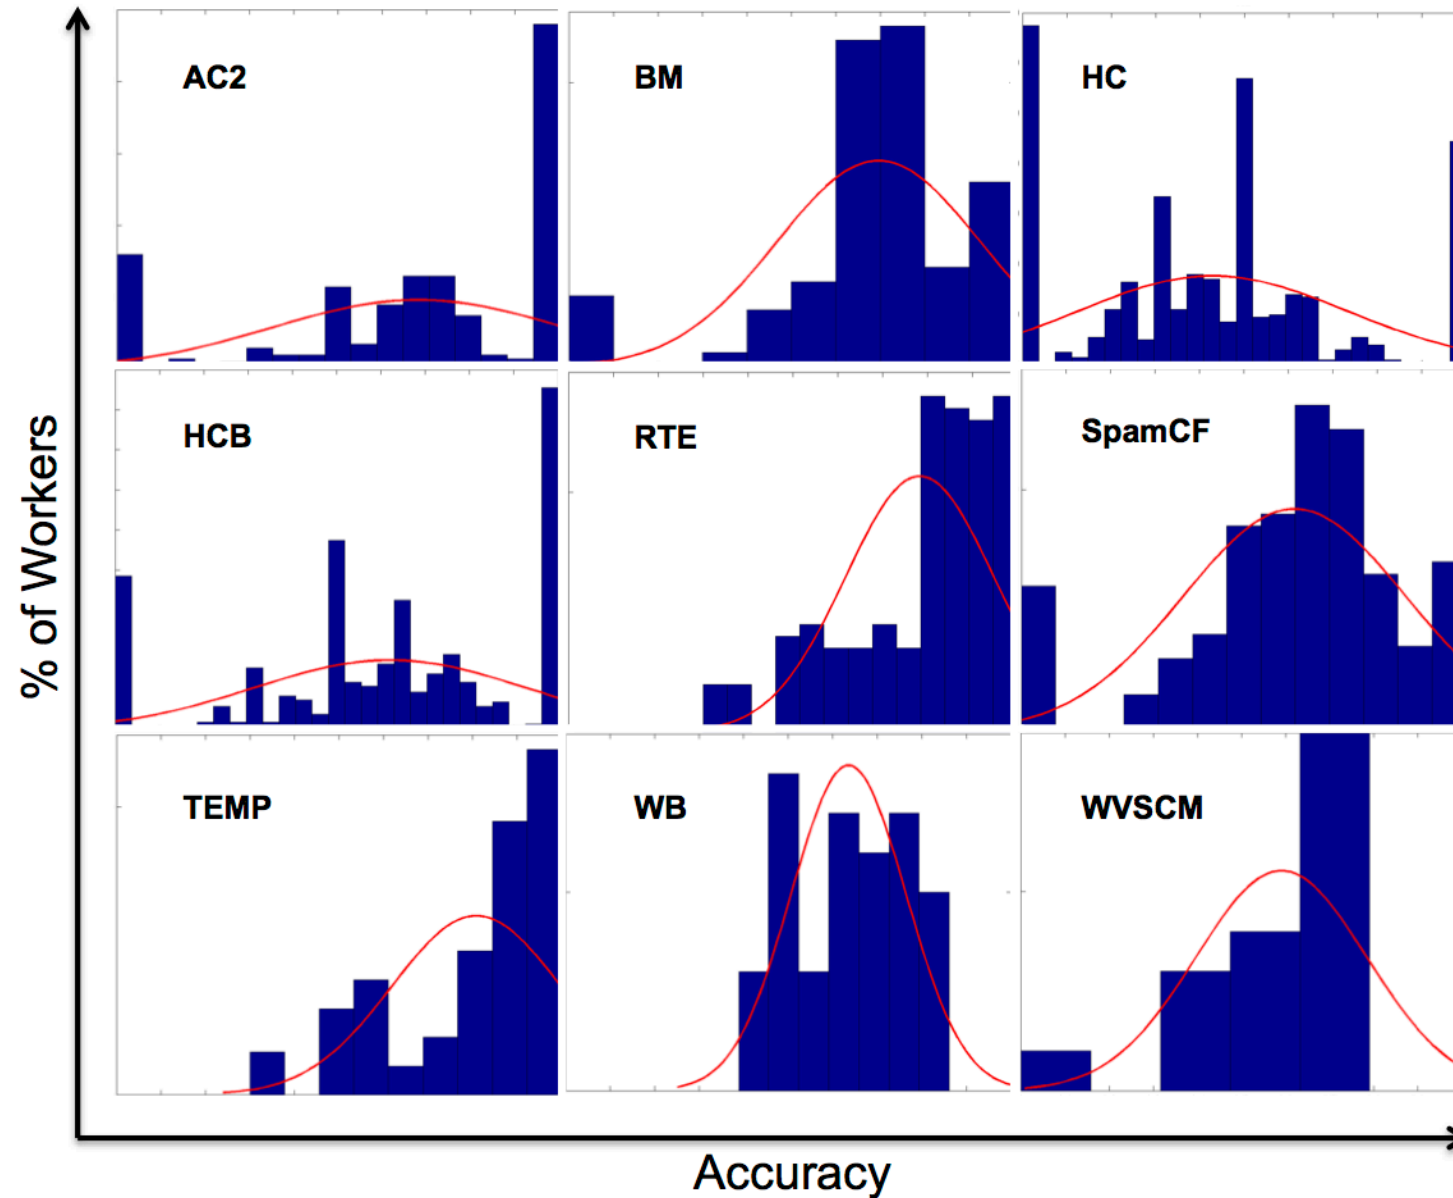 AC2
BM
HC
HCB
RTE
SpamCF
TEMP
WB
WVSCM
% of Workers
Accuracy